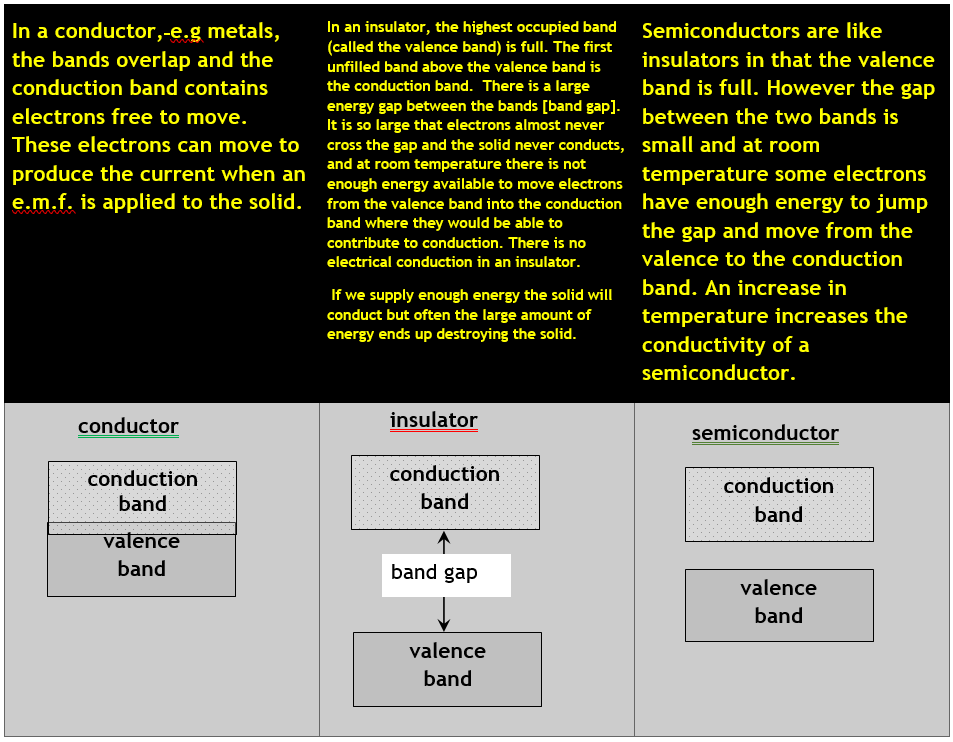 In a conductor,-e.g metals,
the bands overlap and the
conduction band contains
electrons free to move.
These electrons can move to
produce the current when an
e.m.f. is applied to the solid.
In an insulator, the highest occupied band
(called the valence band) is full. The first
unfilled band above the valence band is
the conduction band.  There is a large
energy gap between the bands [band gap].
It is so large that electrons almost never
cross the gap and the solid never conducts,
and at room temperature there is not
enough energy available to move electrons
from the valence band into the conduction
band where they would be able to
contribute to conduction. There is no
electrical conduction in an insulator.
If we supply enough energy the solid will
conduct but often the large amount of
energy ends up destroying the solid.
Semiconductors are like
insulators in that the valence
band is full. However the gap
between the two bands is
small and at room
temperature some electrons
have enough energy to jump
the gap and move from the
valence to the conduction
band. An increase in
temperature increases the
conductivity of a
semiconductor.
conductor
conduction
band
valence
band
insulator
conduction
band
band gap
valence
band
semiconductor
conduction
band
valence
band